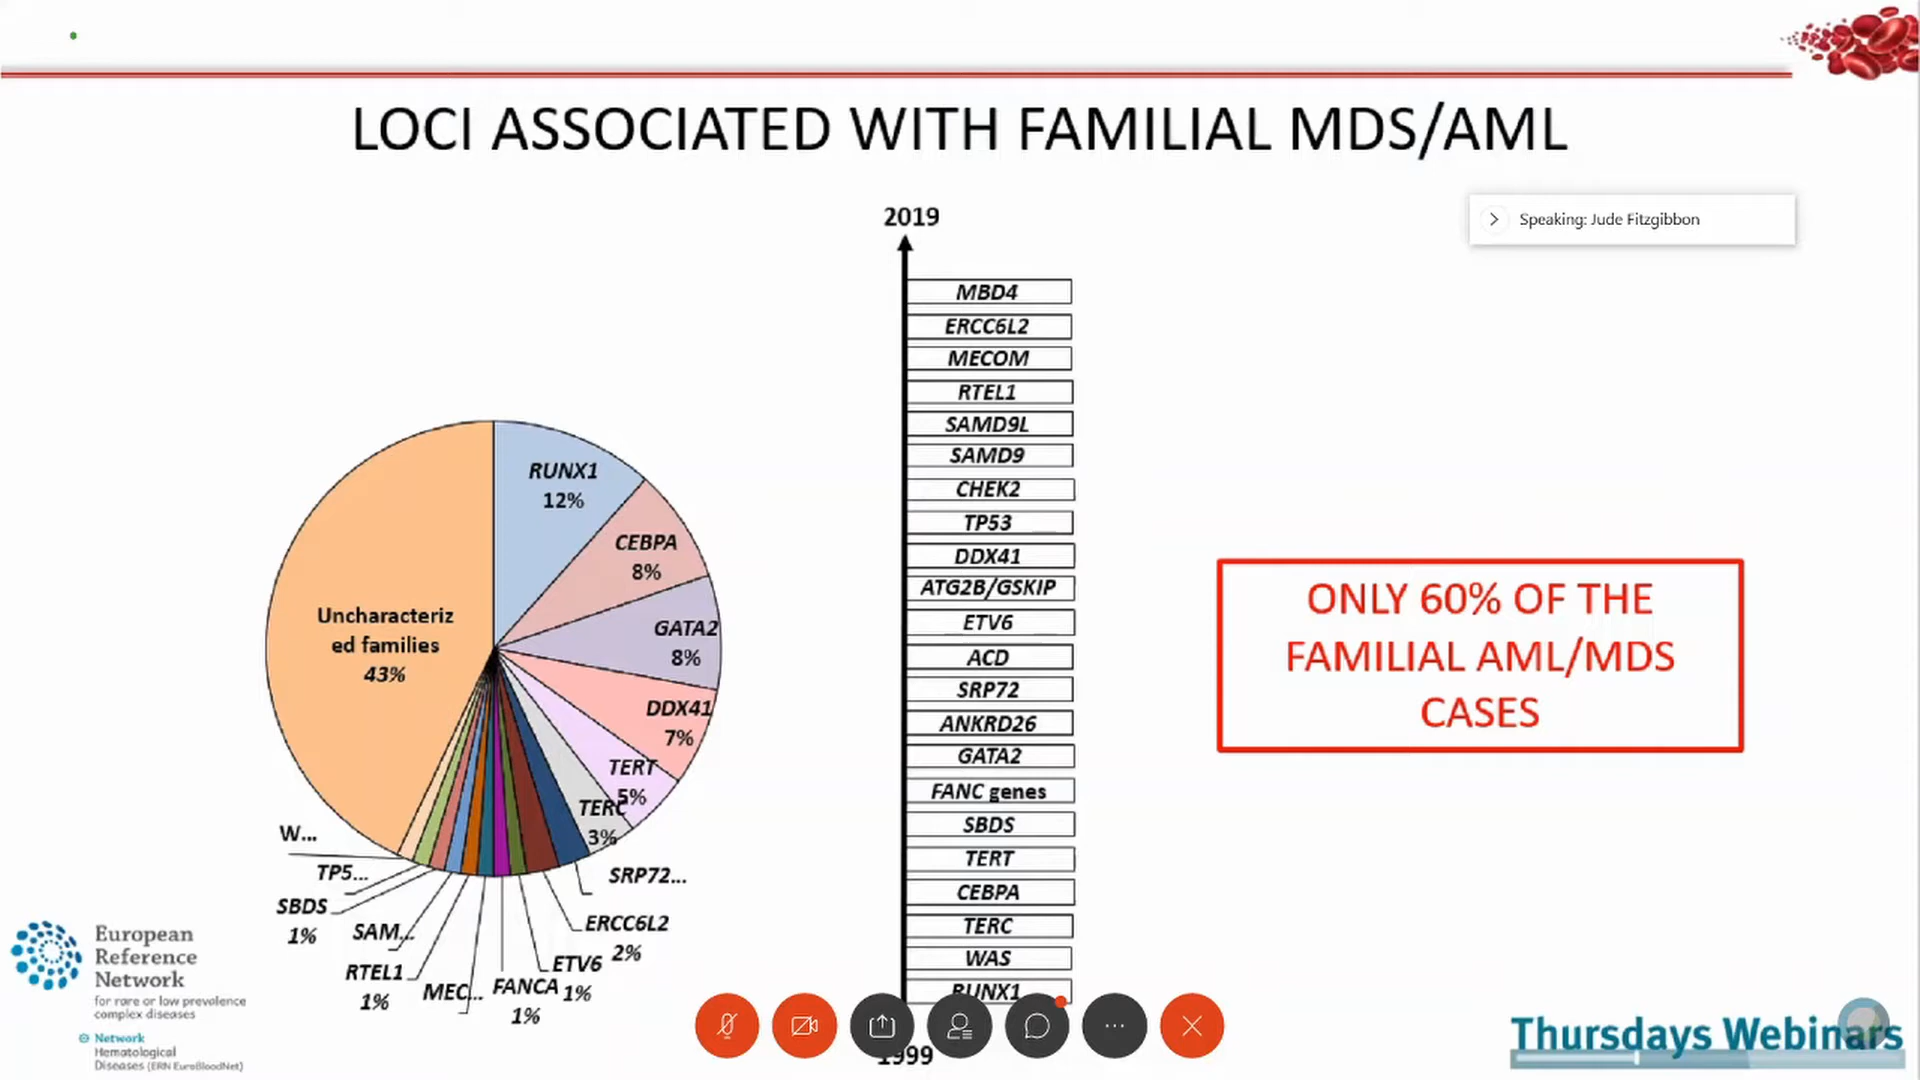 LOCI ASSOCIATED WITH FAMILIAL MDS/AML
Speaking: Jude Fitzgibbon
2019
MBD4
ERCC6L2
MECOM
RTEL1
SAMD9L
SAMD9
CHEK2
TP53
DDX41
ATG2B/GSKIP
ETV6
ACD
SRP72
ANKRD26
GATA2
FANC genes
SBDS
TERT
CEBPA
TERC
WAS
RUNX1
1999
RUNX1
12%
CEBPA
8%
GATA2
8%
DDX41
7%
TERT
5%
TERC
3%
SRP72...
ERCC6L2
2%
ETV6
1%
FANCA
1%
MEC...
RTEL1
1%
SAM...
SBDS
1%
TP5...
W...
Uncharacteriz
ed families
43%
ONLY 60% OF THE
FAMILIAL AML/MDS
CASES
European
Reference
Network
for rare or low prevalence
complex diseases
Network
Hematological
Diseases (ERN EuroBloodNet)
Thursdays Webinars